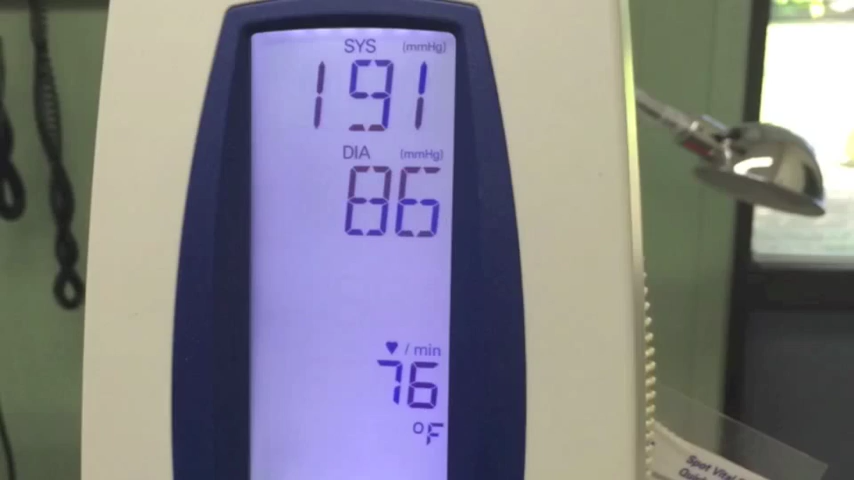 SYS (mmHg)
191
DIA (mmHg)
86
♥ / min
76
°F
Spot Vital